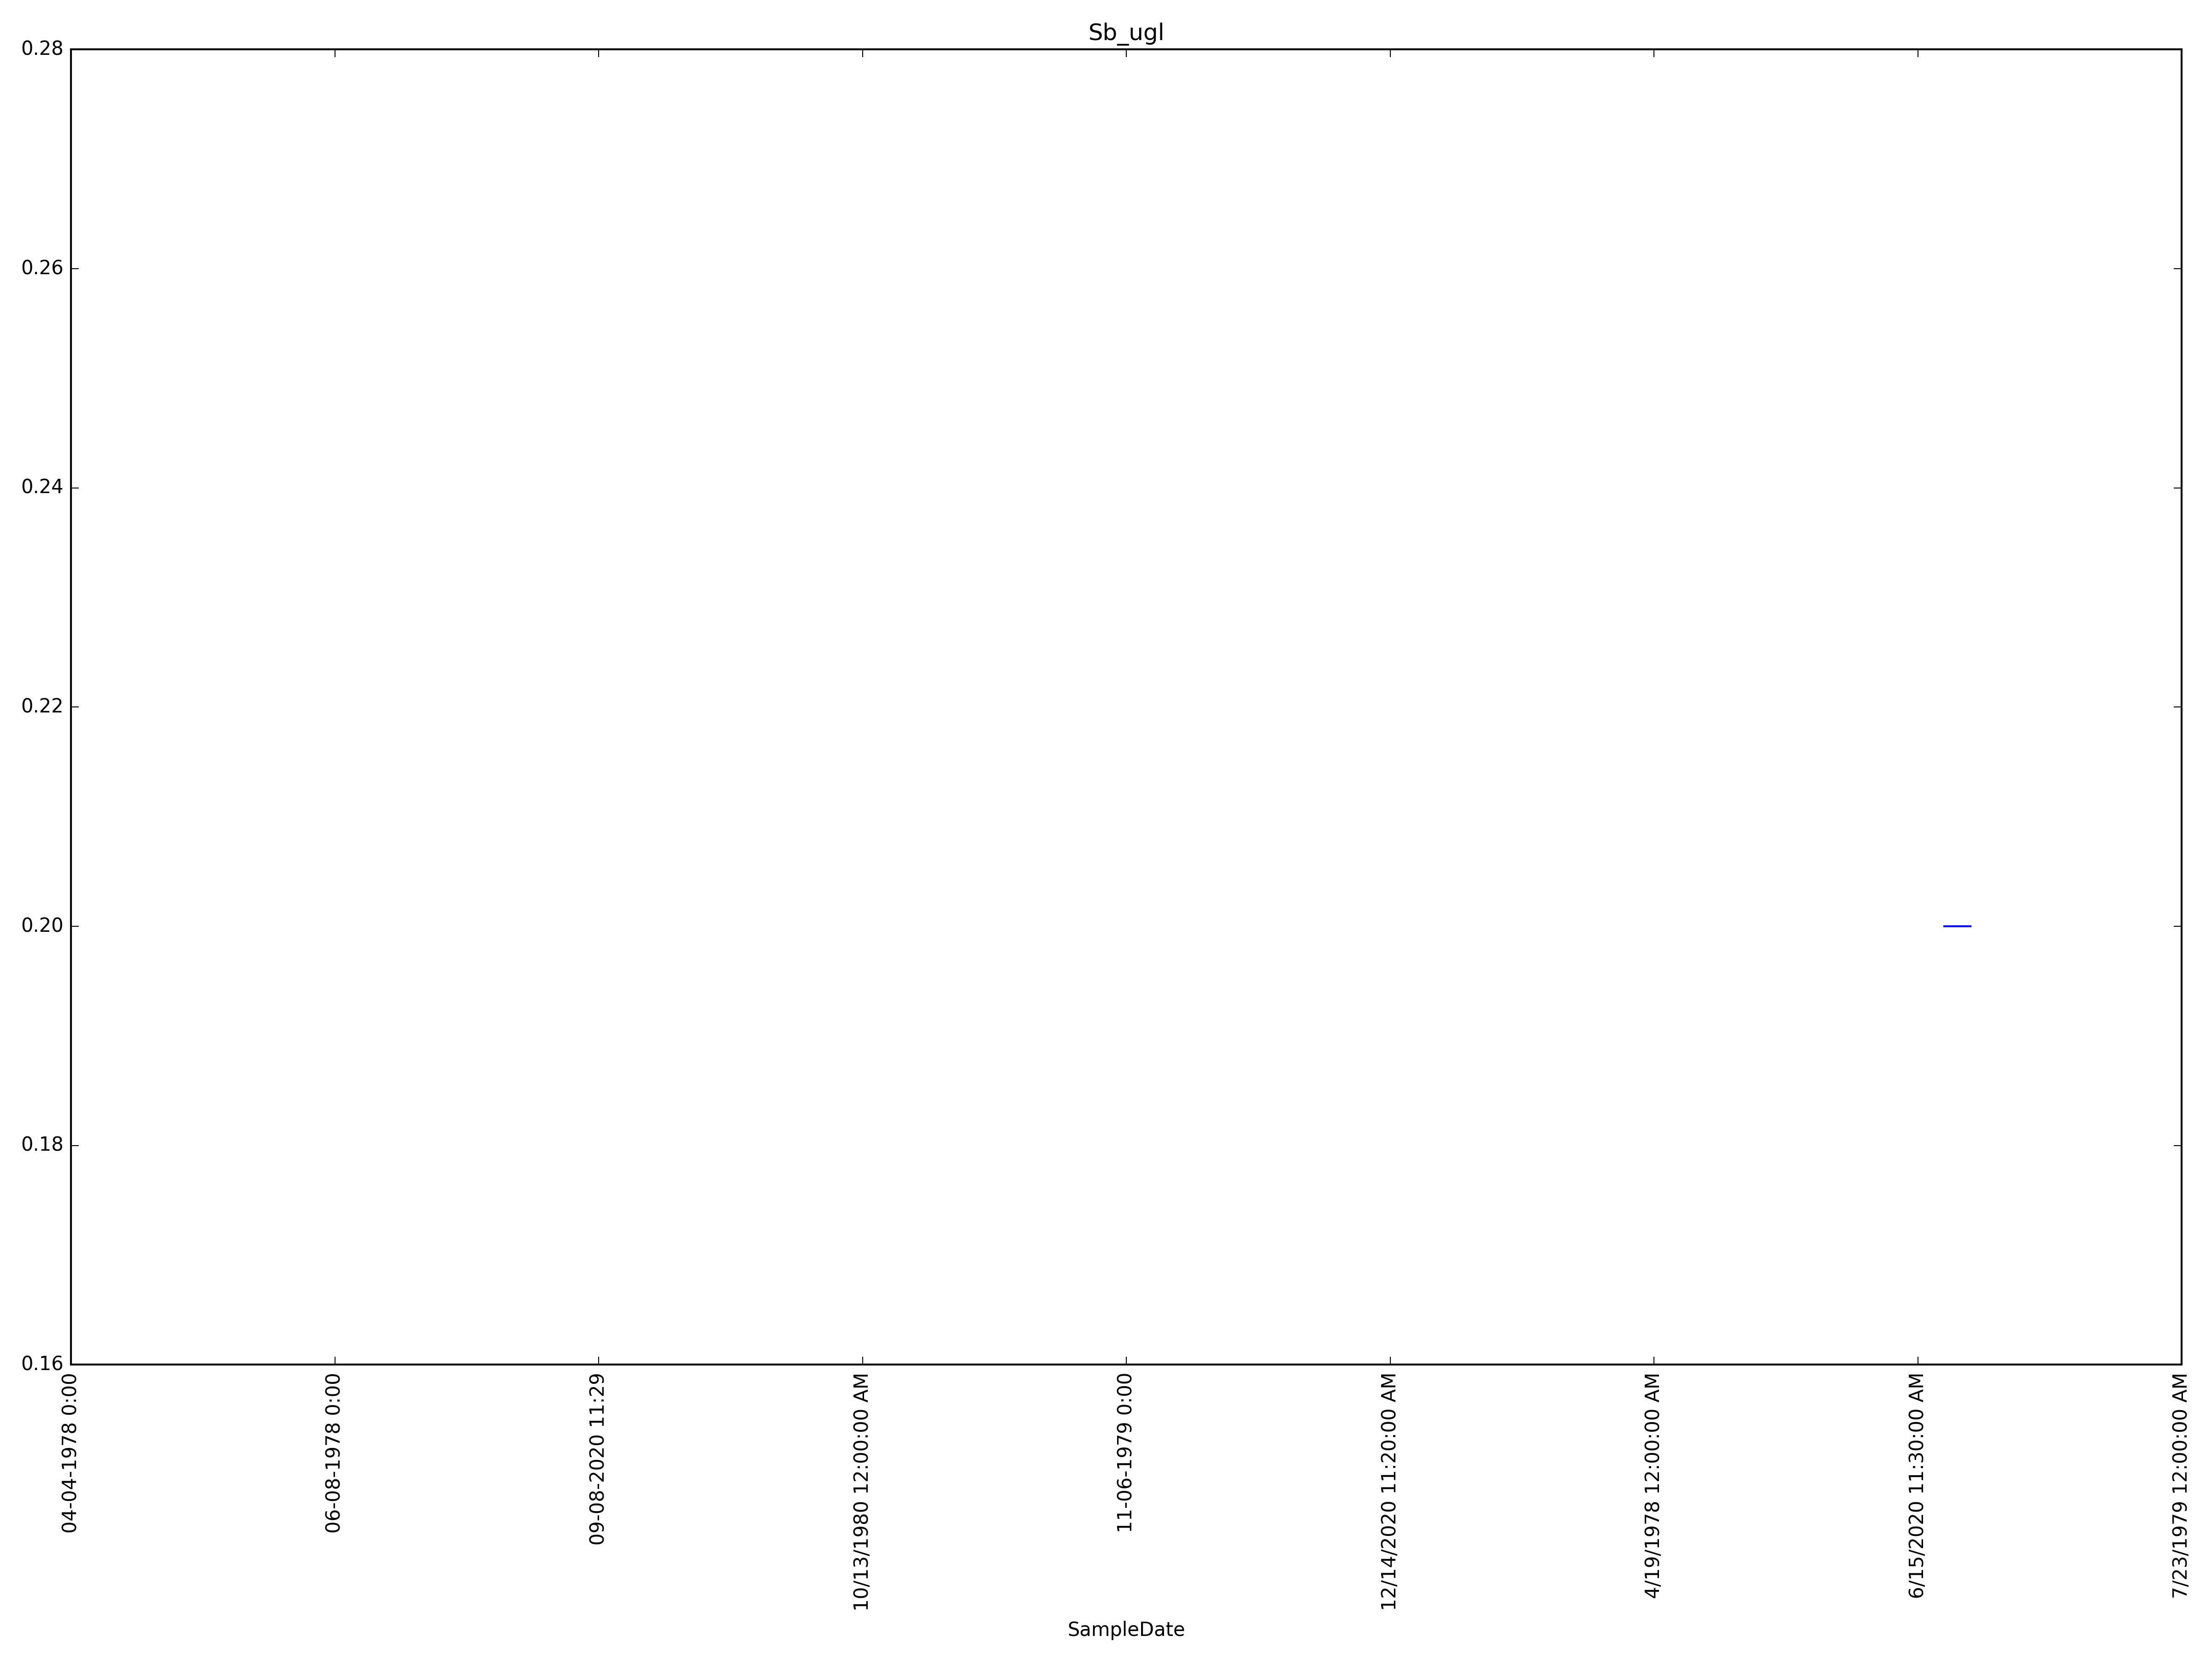 Sb_ugl
0.28
0.26
0.24
0.22
0.20
0.18
0.16
04-04-1978 0:00
06-08-1978 0:00
09-08-2020 11:29
10/13/1980 12:00:00 AM
11-06-1979 0:00
12/14/2020 11:20:00 AM
4/19/1978 12:00:00 AM
6/15/2020 11:30:00 AM
7/23/1979 12:00:00 AM
SampleDate